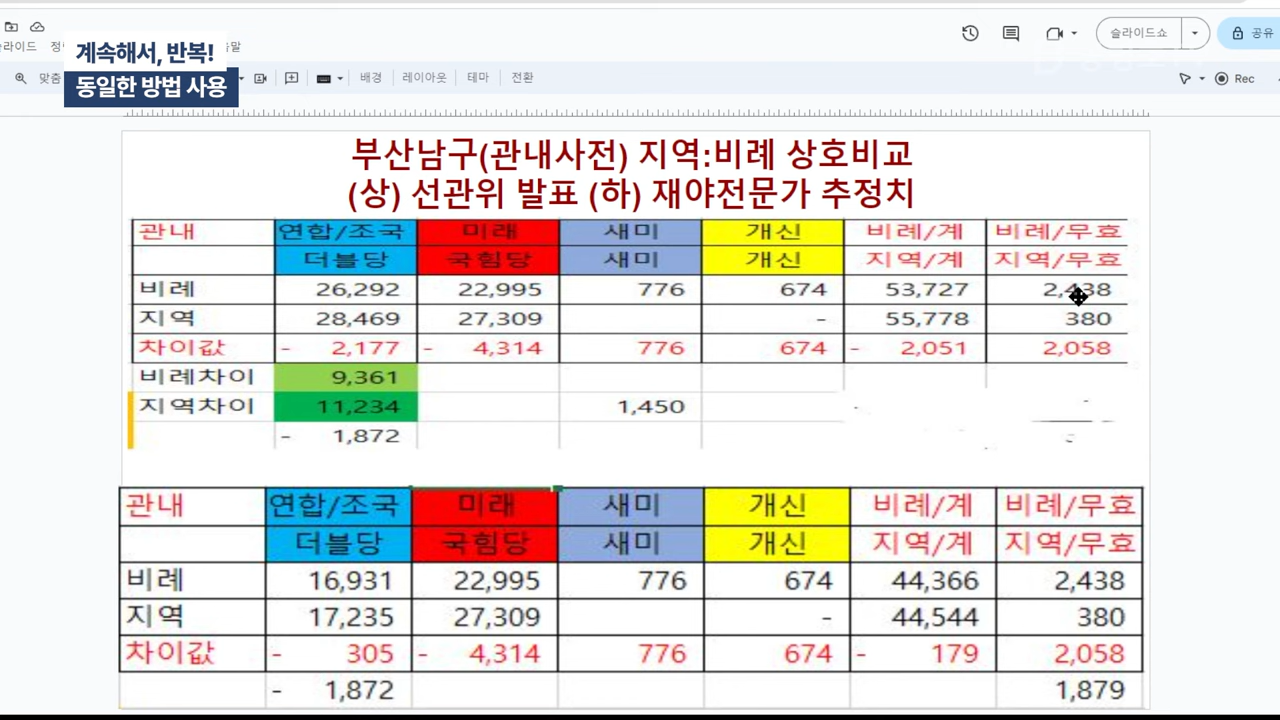 계속해서, 반복!
동일한 방법 사용
슬라이드쇼
공유
맞춤
배경 레이아웃 테마 전환
Rec
부산남구(관내사전) 지역:비례 상호비교
(상) 선관위 발표 (하) 재야전문가 추정치
관내 연합/조국 미래 새미 개신 비례/계 비례/무효
더블당 국힘당 새미 개신 지역/계 지역/무효
비례 26,292 22,995 776 674 53,727 2,438
지역 28,469 27,309 - 55,778 380
차이값 - 2,177 - 4,314 776 674 - 2,051 2,058
비례차이 9,361
지역차이 11,234 1,450
- 1,872
관내 연합/조국 미래 새미 개신 비례/계 비례/무효
더블당 국힘당 새미 개신 지역/계 지역/무효
비례 16,931 22,995 776 674 44,366 2,438
지역 17,235 27,309 - 44,544 380
차이값 - 305 - 4,314 776 674 - 179 2,058
- 1,872 1,879